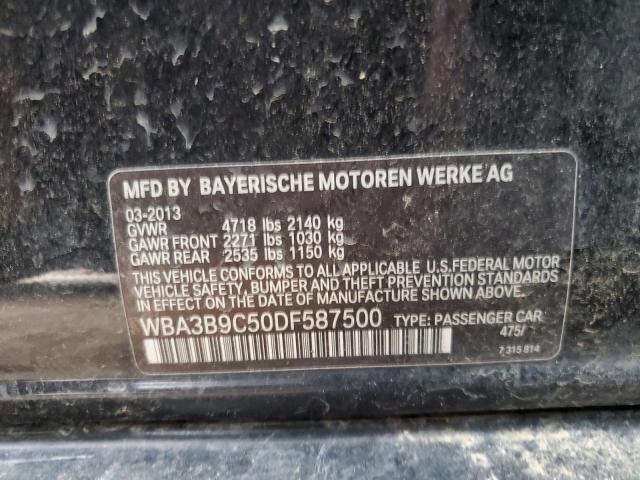 MFD BY BAYERISCHE MOTOREN WERKE AG
03-2013
GVWR 4718 lbs 2140 kg
GAWR FRONT 2271 lbs 1030 kg
GAWR REAR 2535 lbs 1150 kg
THIS VEHICLE CONFORMS TO ALL APPLICABLE U.S.FEDERAL MOTOR
VEHICLE SAFETY, BUMPER AND THEFT PREVENTION STANDARDS
IN EFFECT ON THE DATE OF MANUFACTURE SHOWN ABOVE.
WBA3B9C50DF587500 TYPE: PASSENGER CAR
475/
7 315 814